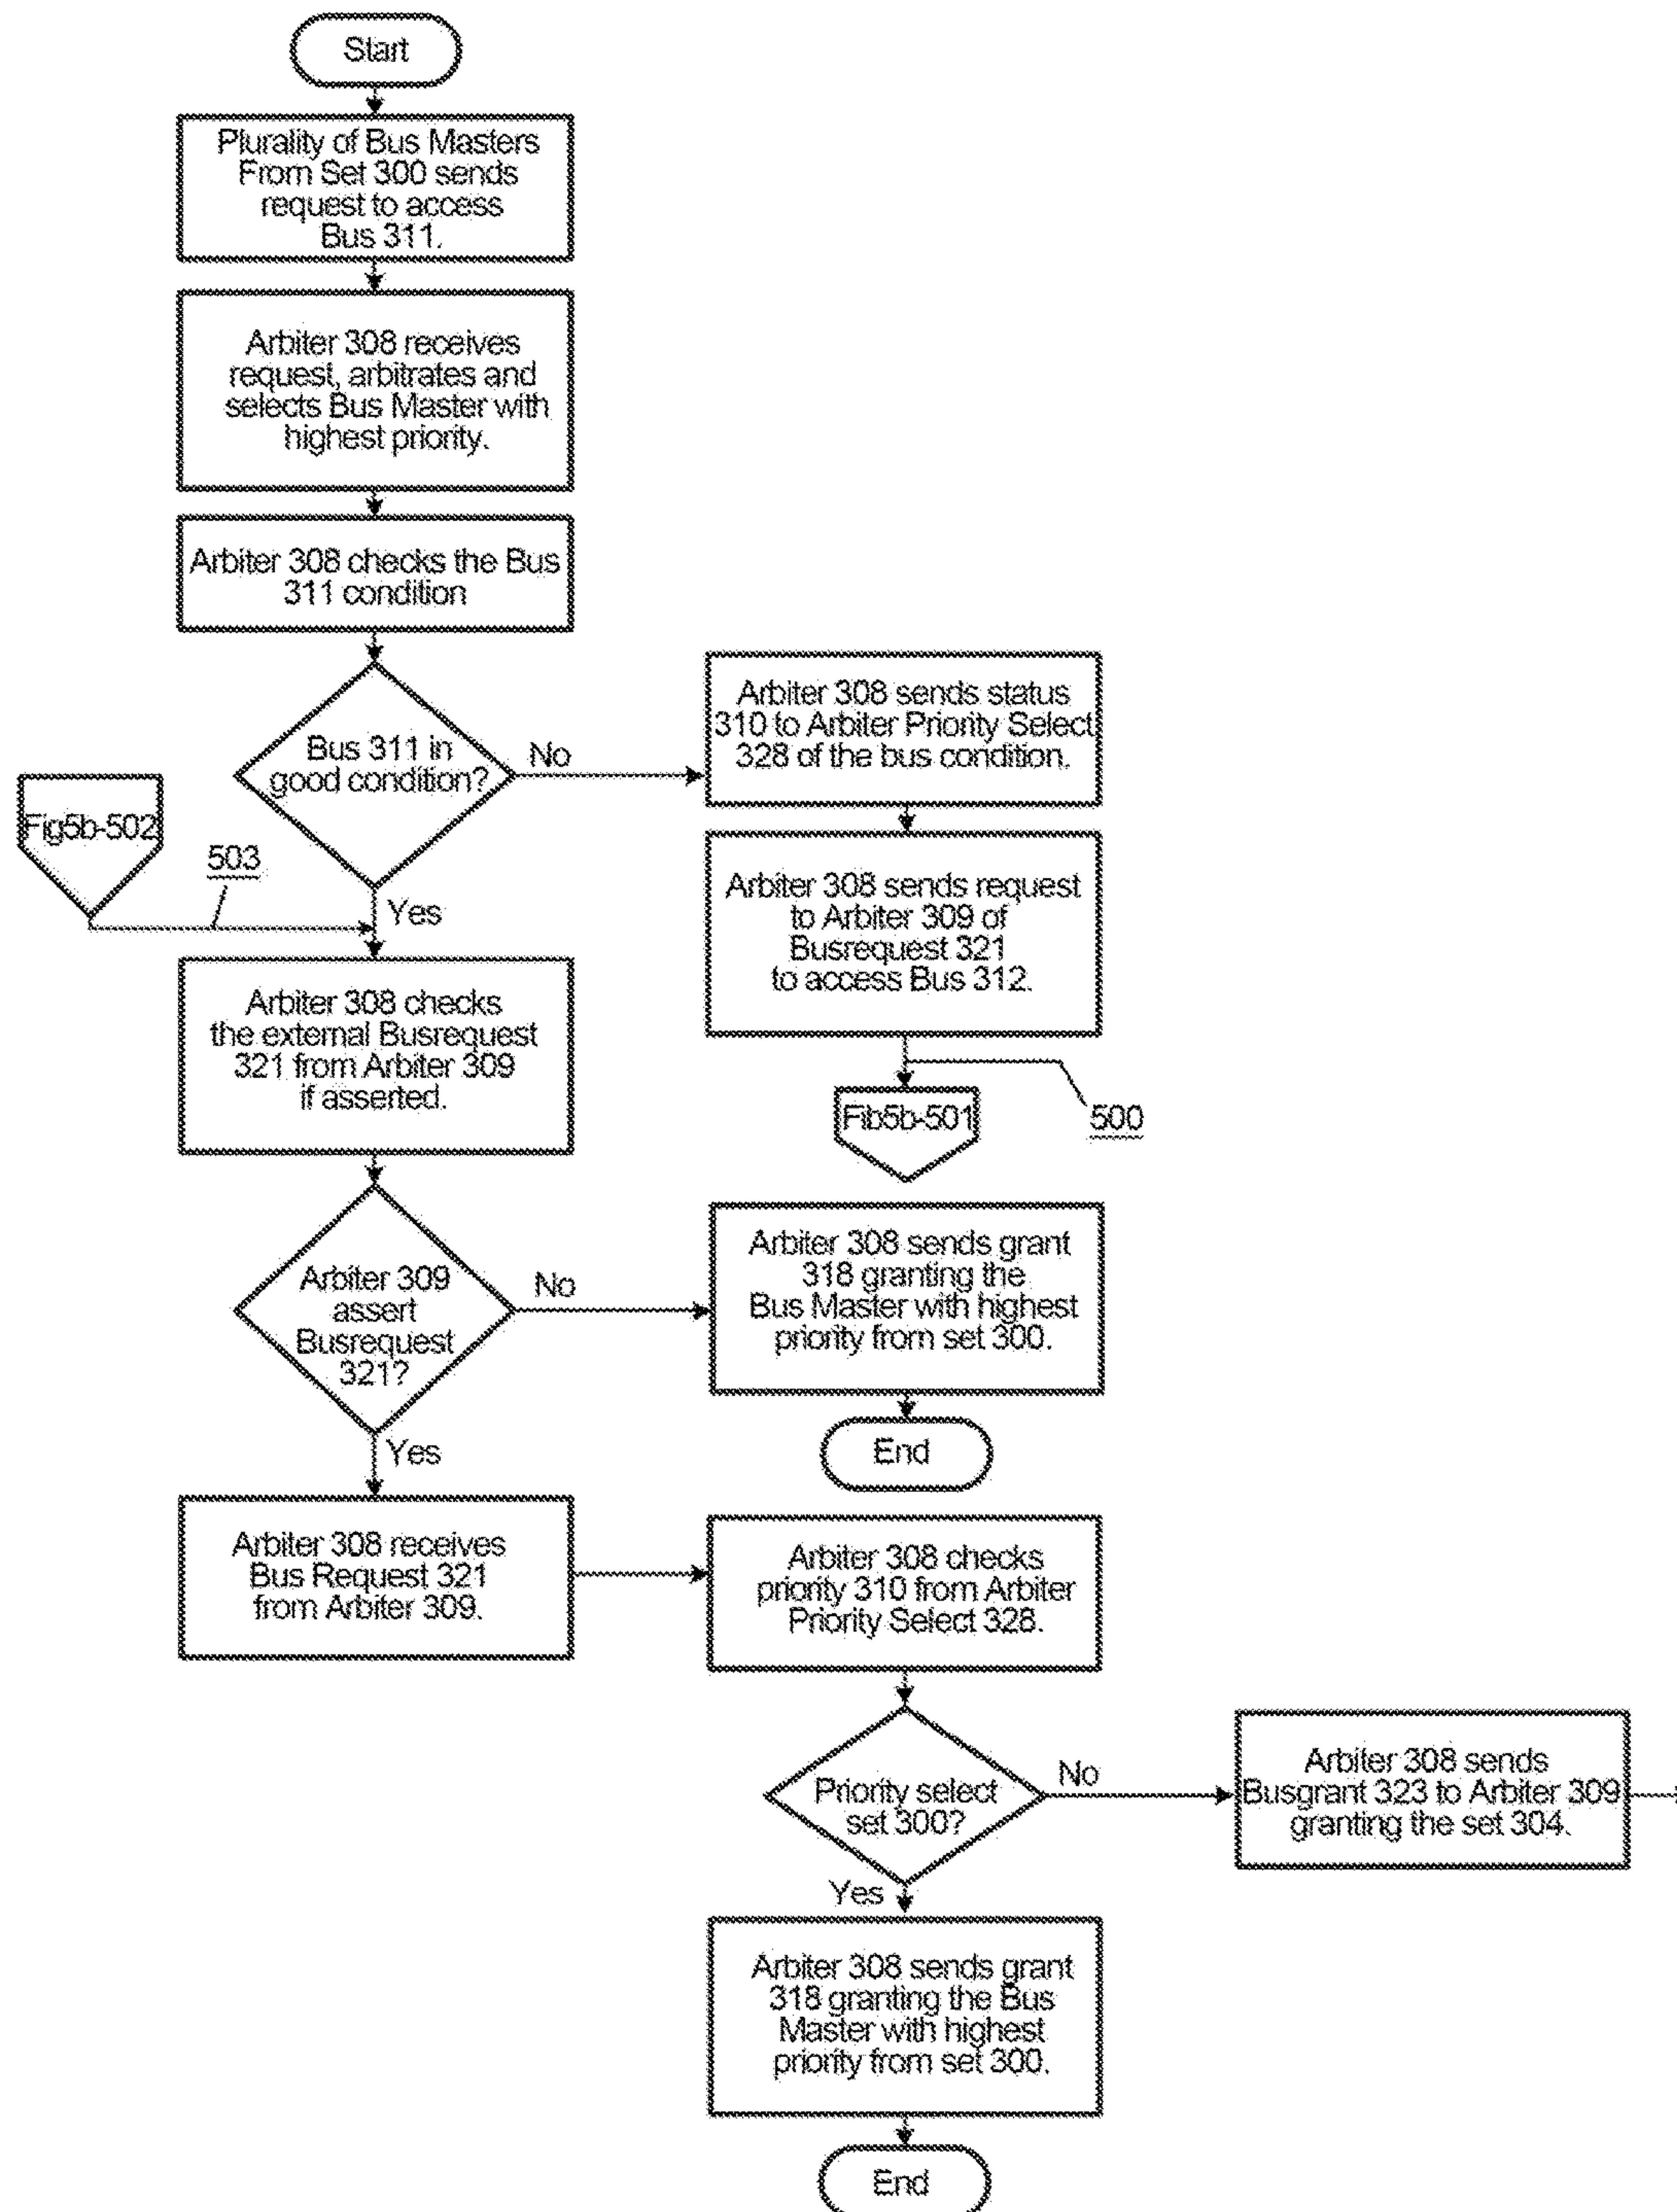 Start
Plurality of Bus Masters
From Set 300 sends
request to access
Bus 311.
Arbiter 308 receives
request, arbitrates and
selects Bus Master with
highest priority.
Arbiter 308 checks the Bus
311 condition
Bus 311 in
good condition?
No
Arbiter 308 sends status
310 to Arbiter Priority Select
328 of the bus condition.
Fig5b-502
503
Yes
Arbiter 308 sends request
to Arbiter 309 of
Busrequest 321
to access Bus 312.
Arbiter 308 checks
the external Busrequest
321 from Arbiter 309
if asserted.
Fib5b-501
500
Arbiter 309
assert
Busrequest
321?
No
Arbiter 308 sends grant
318 granting the
Bus Master with highest
priority from set 300.
End
Yes
Arbiter 308 receives
Bus Request 321
from Arbiter 309.
Arbiter 308 checks
priority 310 from Arbiter
Priority Select 328.
Priority select
set 300?
No
Arbiter 308 sends
Busgrant 323 to Arbiter 309
granting the set 304.
Yes
Arbiter 308 sends grant
318 granting the Bus
Master with highest
priority from set 300.
End